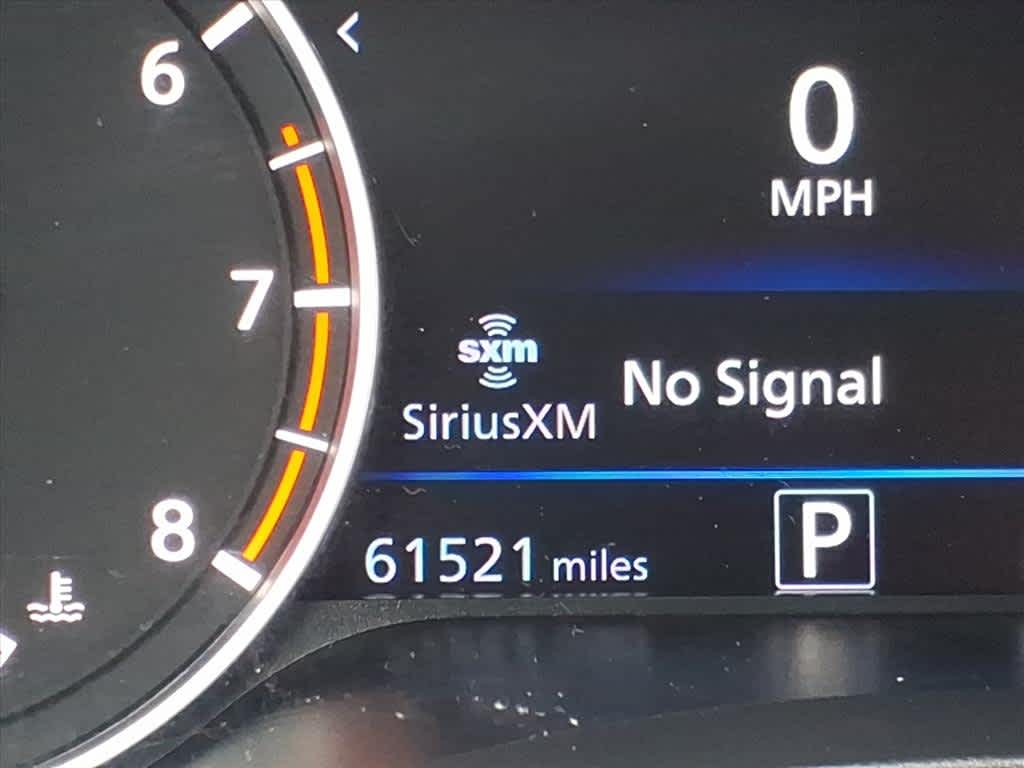 6
7
8
0
MPH
sxm
SiriusXM
No Signal
61521 miles
P